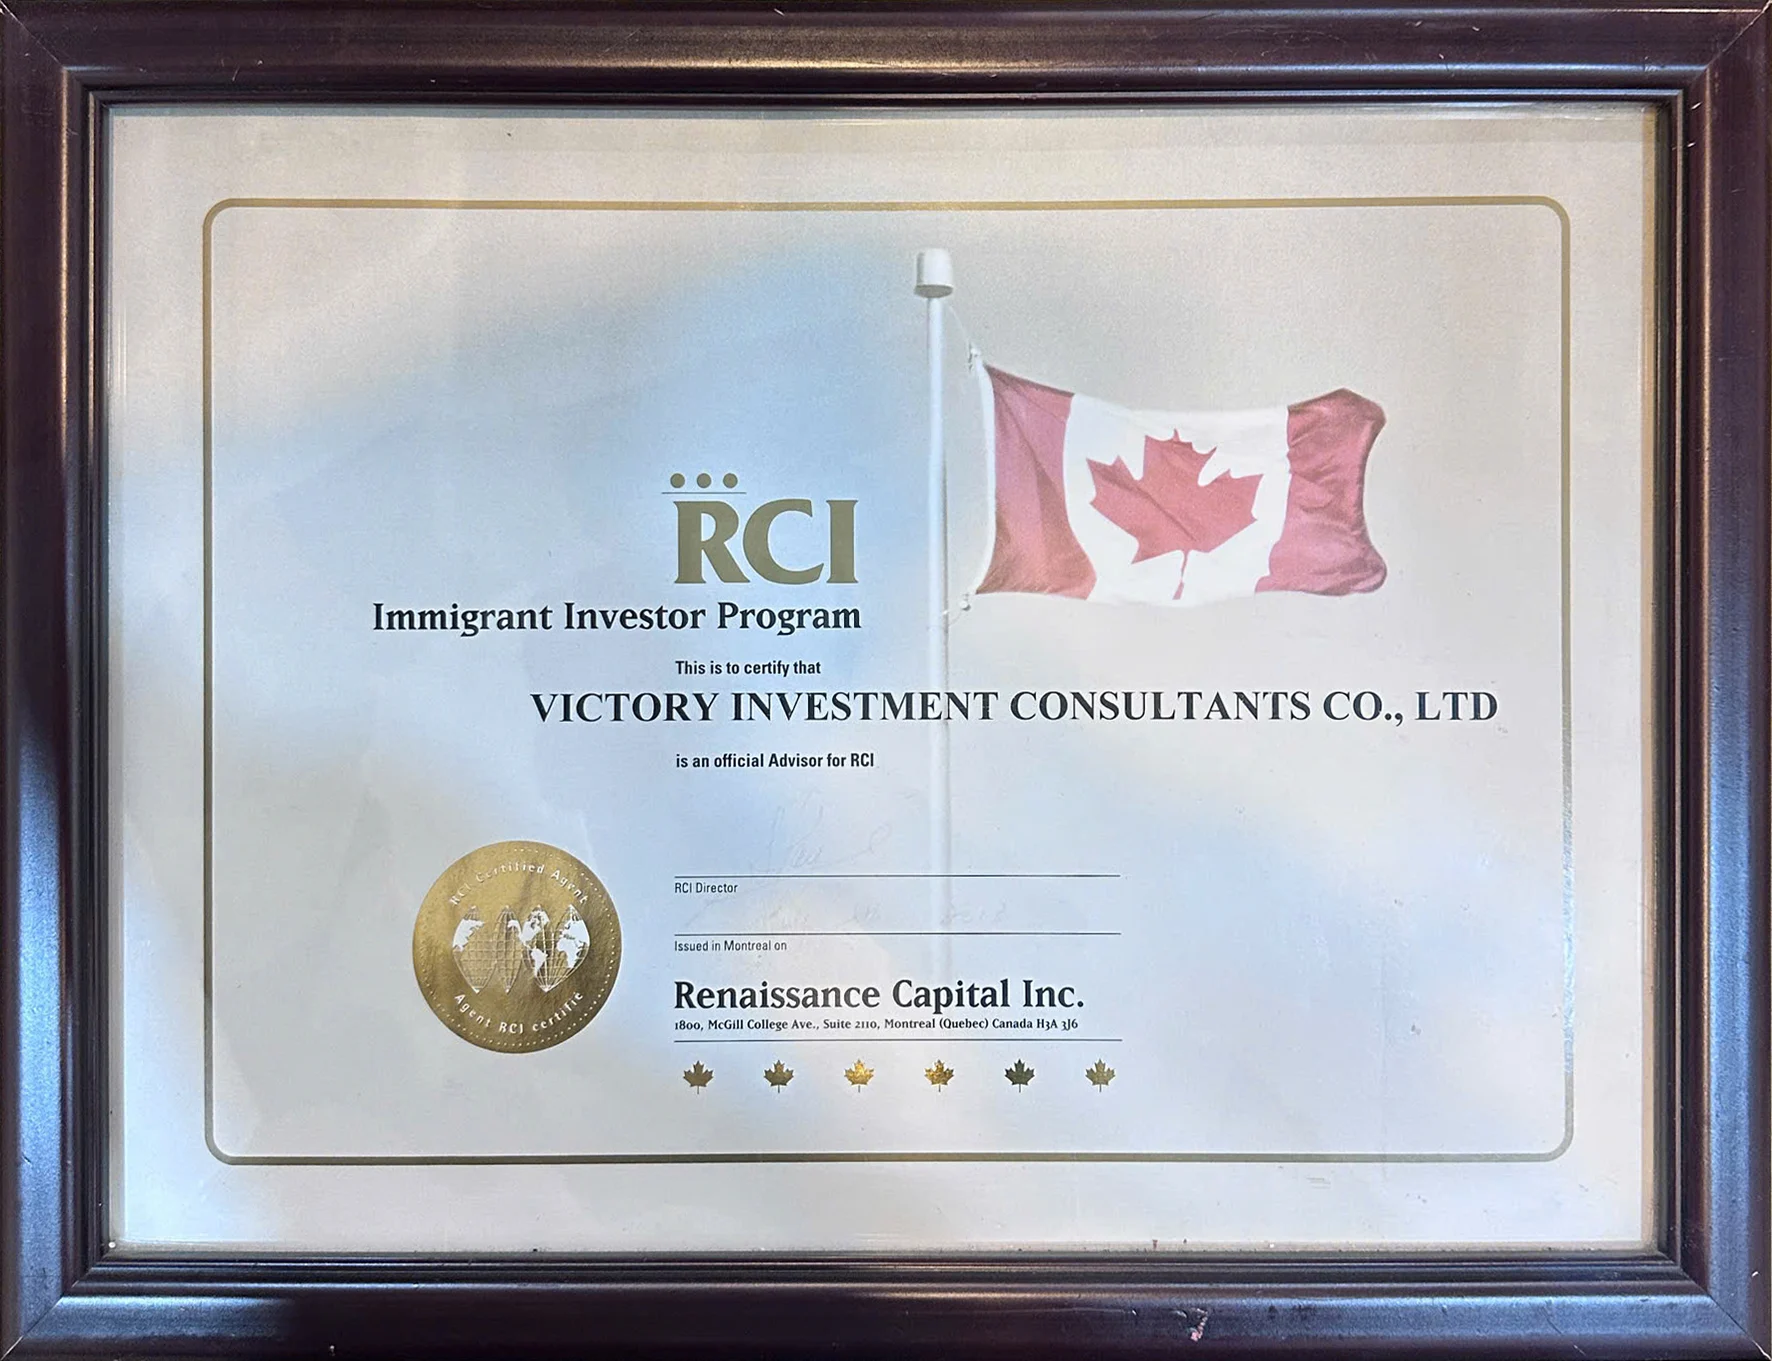 RCI
Immigrant Investor Program
This is to certify that
VICTORY INVESTMENT CONSULTANTS CO., LTD
is an official Advisor for RCI
RCI Certified Agent
Agent RCI certifié
RCI Director
Issued in Montreal on
Renaissance Capital Inc.
1800, McGill College Ave., Suite 2110, Montreal (Quebec) Canada H3A 3J6